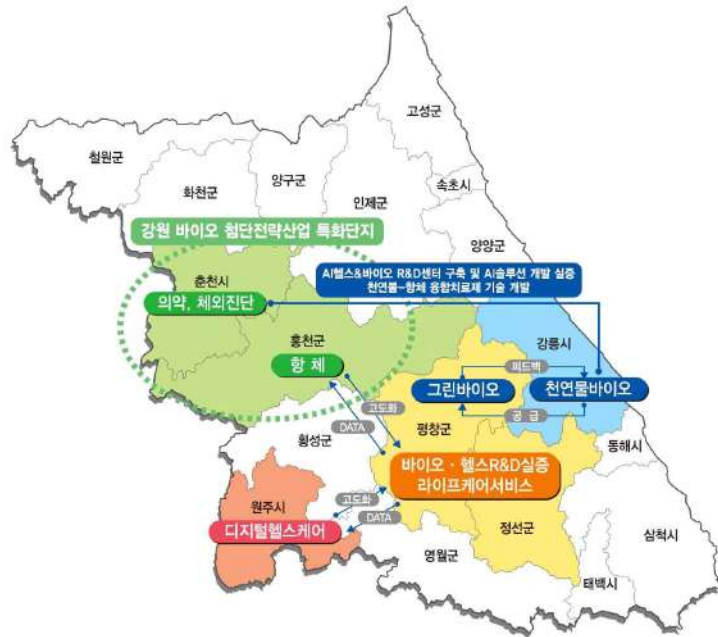 고성군
철원군
양구군
화천군
속초시
인제군
강원 바이오 첨단전략산업 특화단지
양양군
AI헬스&바이오 R&D센터 구축 및 AI솔루션 개발 실증
천연물-항체 융합치료제 기술 개발
춘천시
의약, 체외진단
홍천군
강릉시
항 체
피드백
그린바이오
천연물바이오
고도화
공 급
DATA
평창군
횡성군
동해시
바이오 · 헬스R&D실증
라이프케어서비스
원주시
고도화
DATA
디지털헬스케어
정선군
삼척시
영월군
태백시